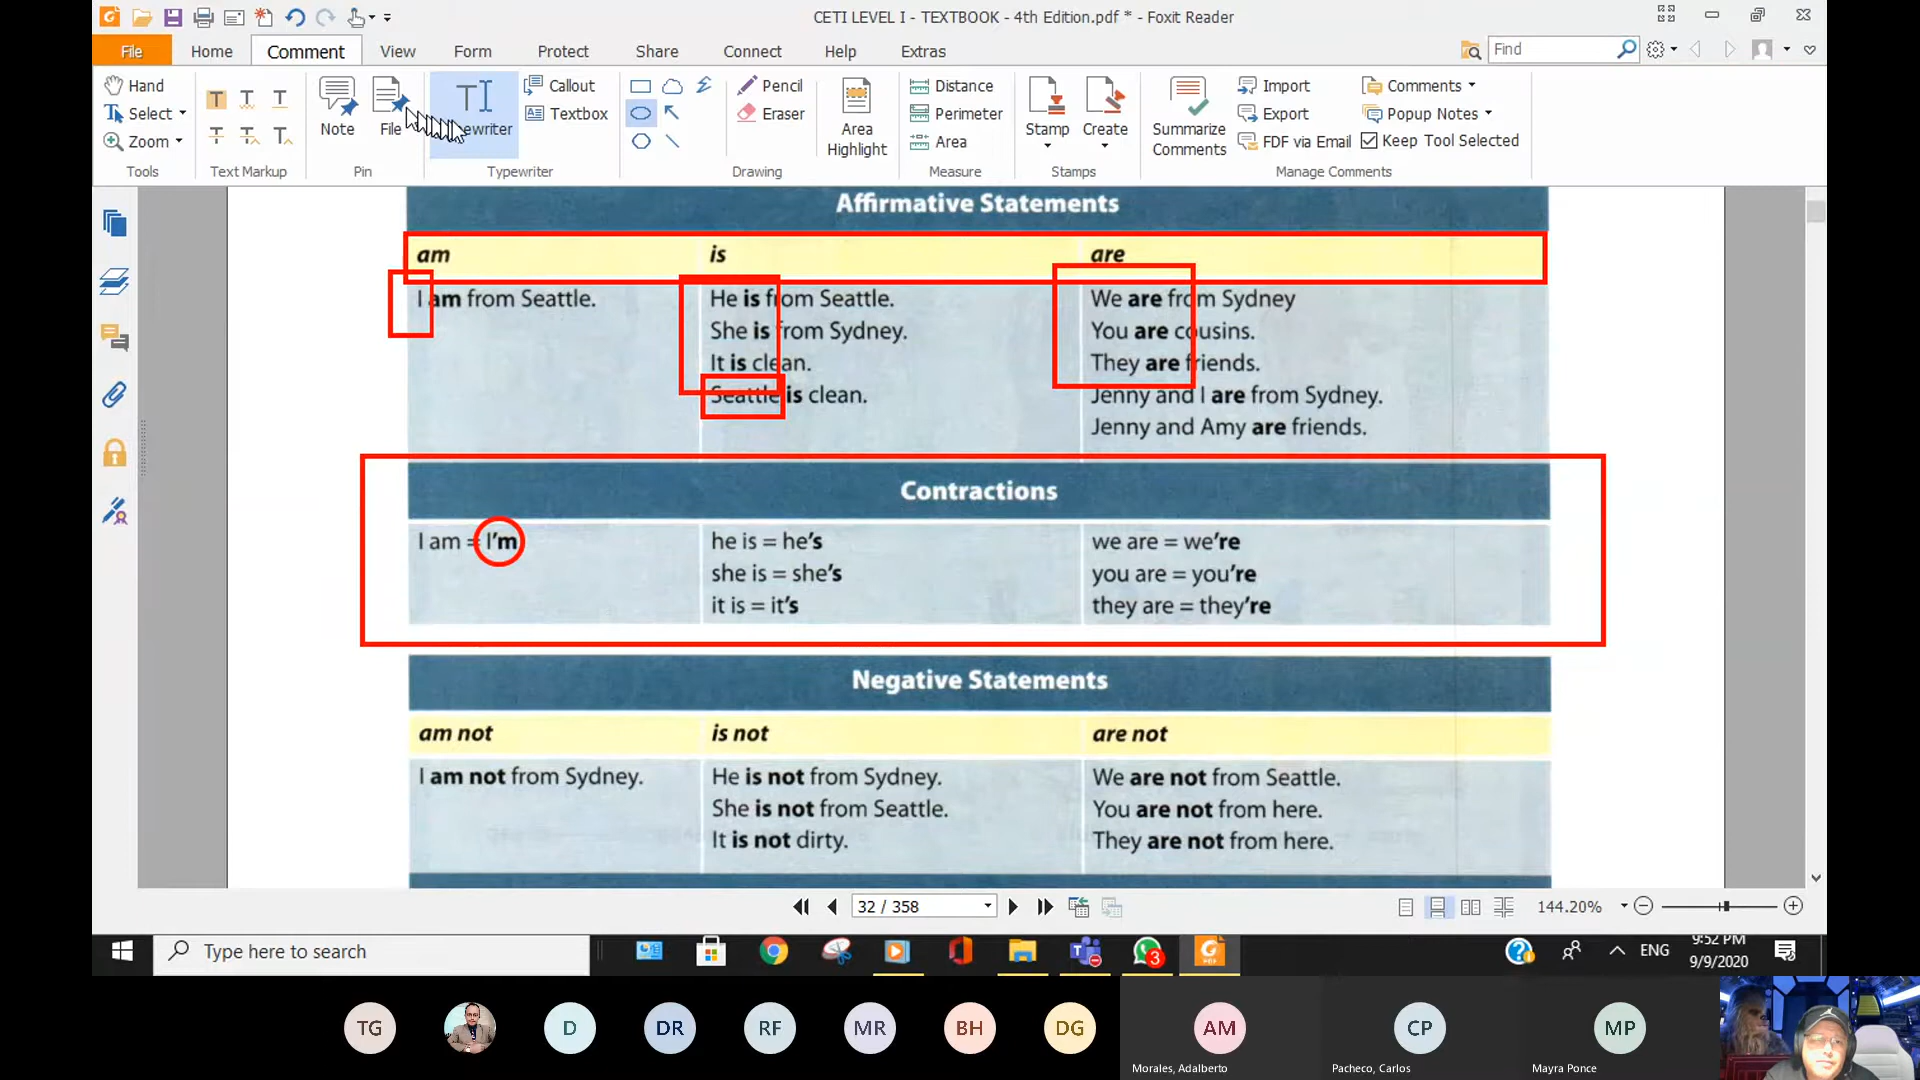 CETI LEVEL I - TEXTBOOK - 4th Edition.pdf * - Foxit Reader
File Home Comment View Form Protect Share Connect Help Extras Find
Hand
Select
Zoom
Tools
Text Markup
Note
File
Pin
ewriter
Callout
Textbox
Typewriter
Pencil
Eraser
Area
Highlight
Drawing
Distance
Perimeter
Area
Measure
Stamp
Create
Stamps
Summarize
Comments
Import
Export
FDF via Email
Comments
Popup Notes
Keep Tool Selected
Manage Comments
Affirmative Statements
am is are
I am from Seattle.
He is from Seattle.
She is from Sydney.
It is clean.
Seattle is clean.
We are from Sydney
You are cousins.
They are friends.
Jenny and I are from Sydney.
Jenny and Amy are friends.
Contractions
I am = I'm
he is = he's
she is = she's
it is = it's
we are = we're
you are = you're
they are = they're
Negative Statements
am not is not are not
I am not from Sydney.
He is not from Sydney.
She is not from Seattle.
It is not dirty.
We are not from Seattle.
You are not from here.
They are not from here.
32 / 358
144.20%
Type here to search
3
ENG
9:52 PM
9/9/2020
TG D DR RF MR BH DG AM CP MP
Morales, Adalberto
Pacheco, Carlos
Mayra Ponce